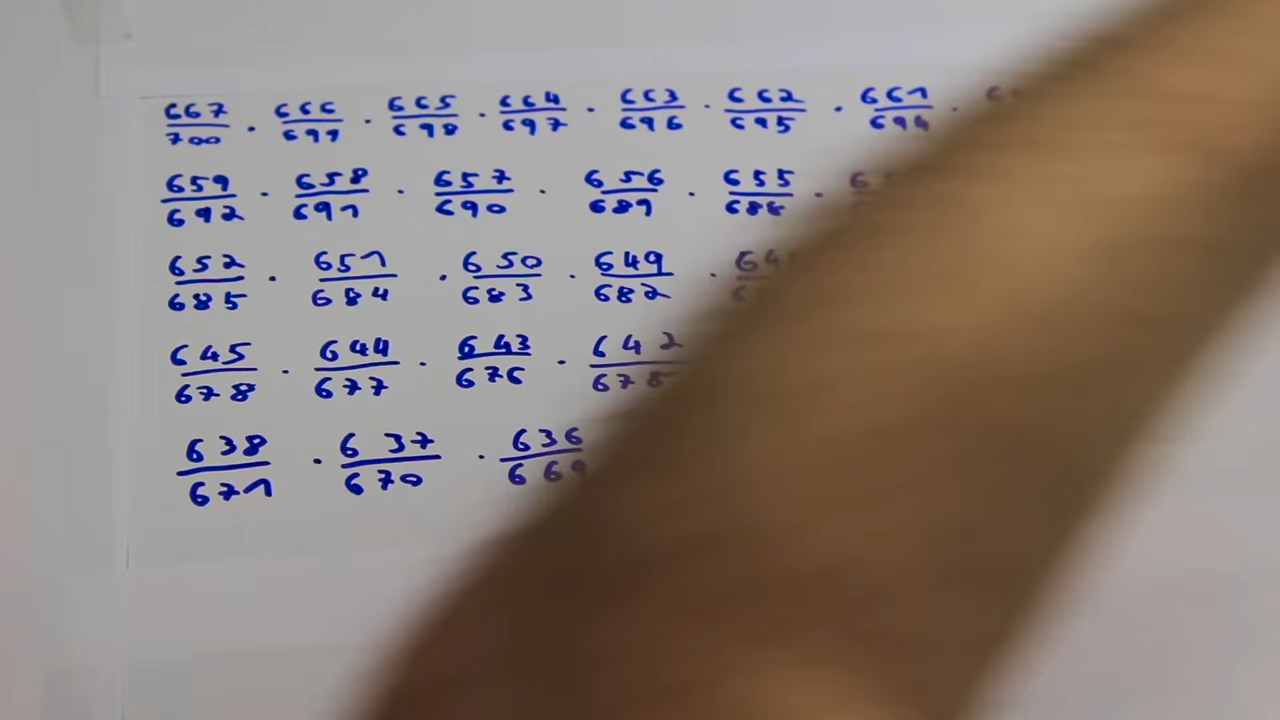 667/700 · 666/699 · 665/698 · 664/697 · 663/696 · 662/695 · 661/694 ·
659/692 · 658/691 · 657/690 · 656/689 · 655/688 ·
652/685 · 651/684 · 650/683 · 649/682 ·
645/678 · 644/677 · 643/676 · 642/675
638/671 · 637/670 · 636/669